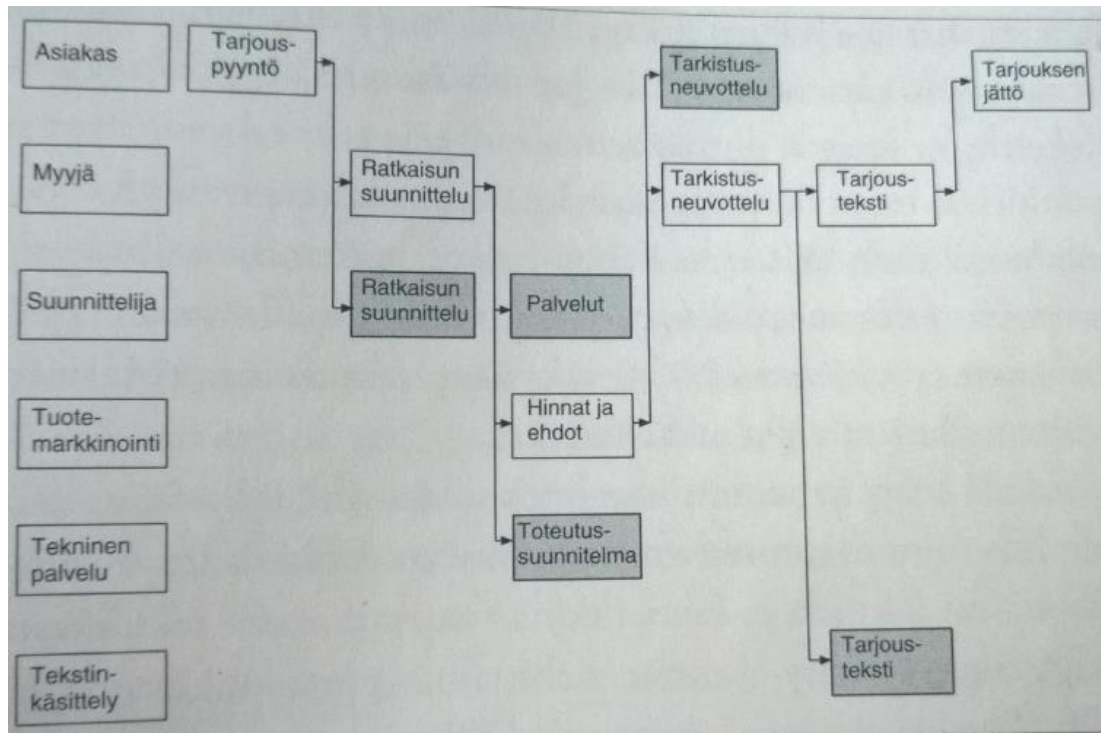 Asiakas
Tarjous-
pyyntö
Tarkistus-
neuvottelu
Tarjouksen
jättö
Myyjä
Ratkaisun
suunnittelu
Tarkistus-
neuvottelu
Tarjous-
teksti
Suunnittelija
Ratkaisun
suunnittelu
Palvelut
Tuote-
markkinointi
Hinnat ja
ehdot
Tekninen
palvelu
Toteutus-
suunnitelma
Tekstin-
käsittely
Tarjous-
teksti